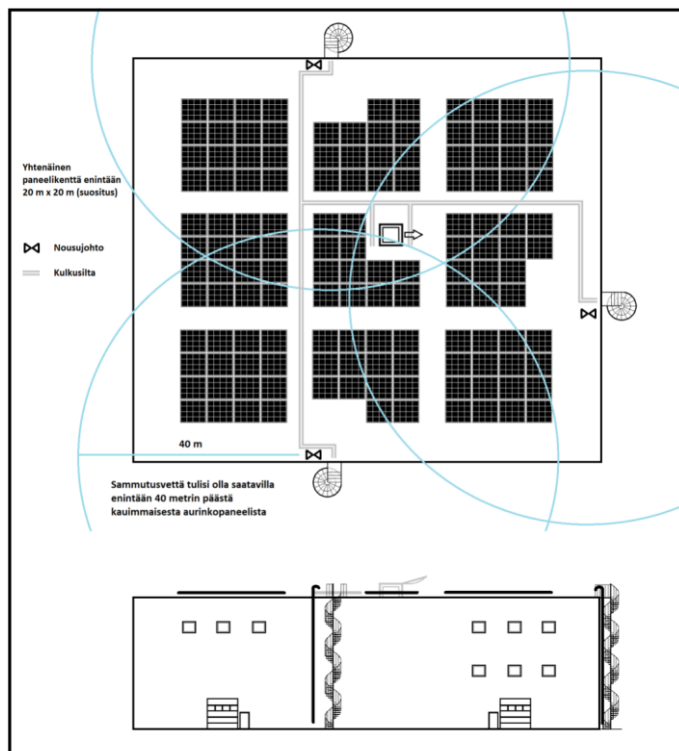 Yhtenäinen
paneelikenttä enintään
20 m x 20 m (suositus)
Nousujohto
Kulkusilta
40 m
Sammutusvettä tulisi olla saatavilla
enintään 40 metrin päästä
kauimmaisesta aurinkopaneelista